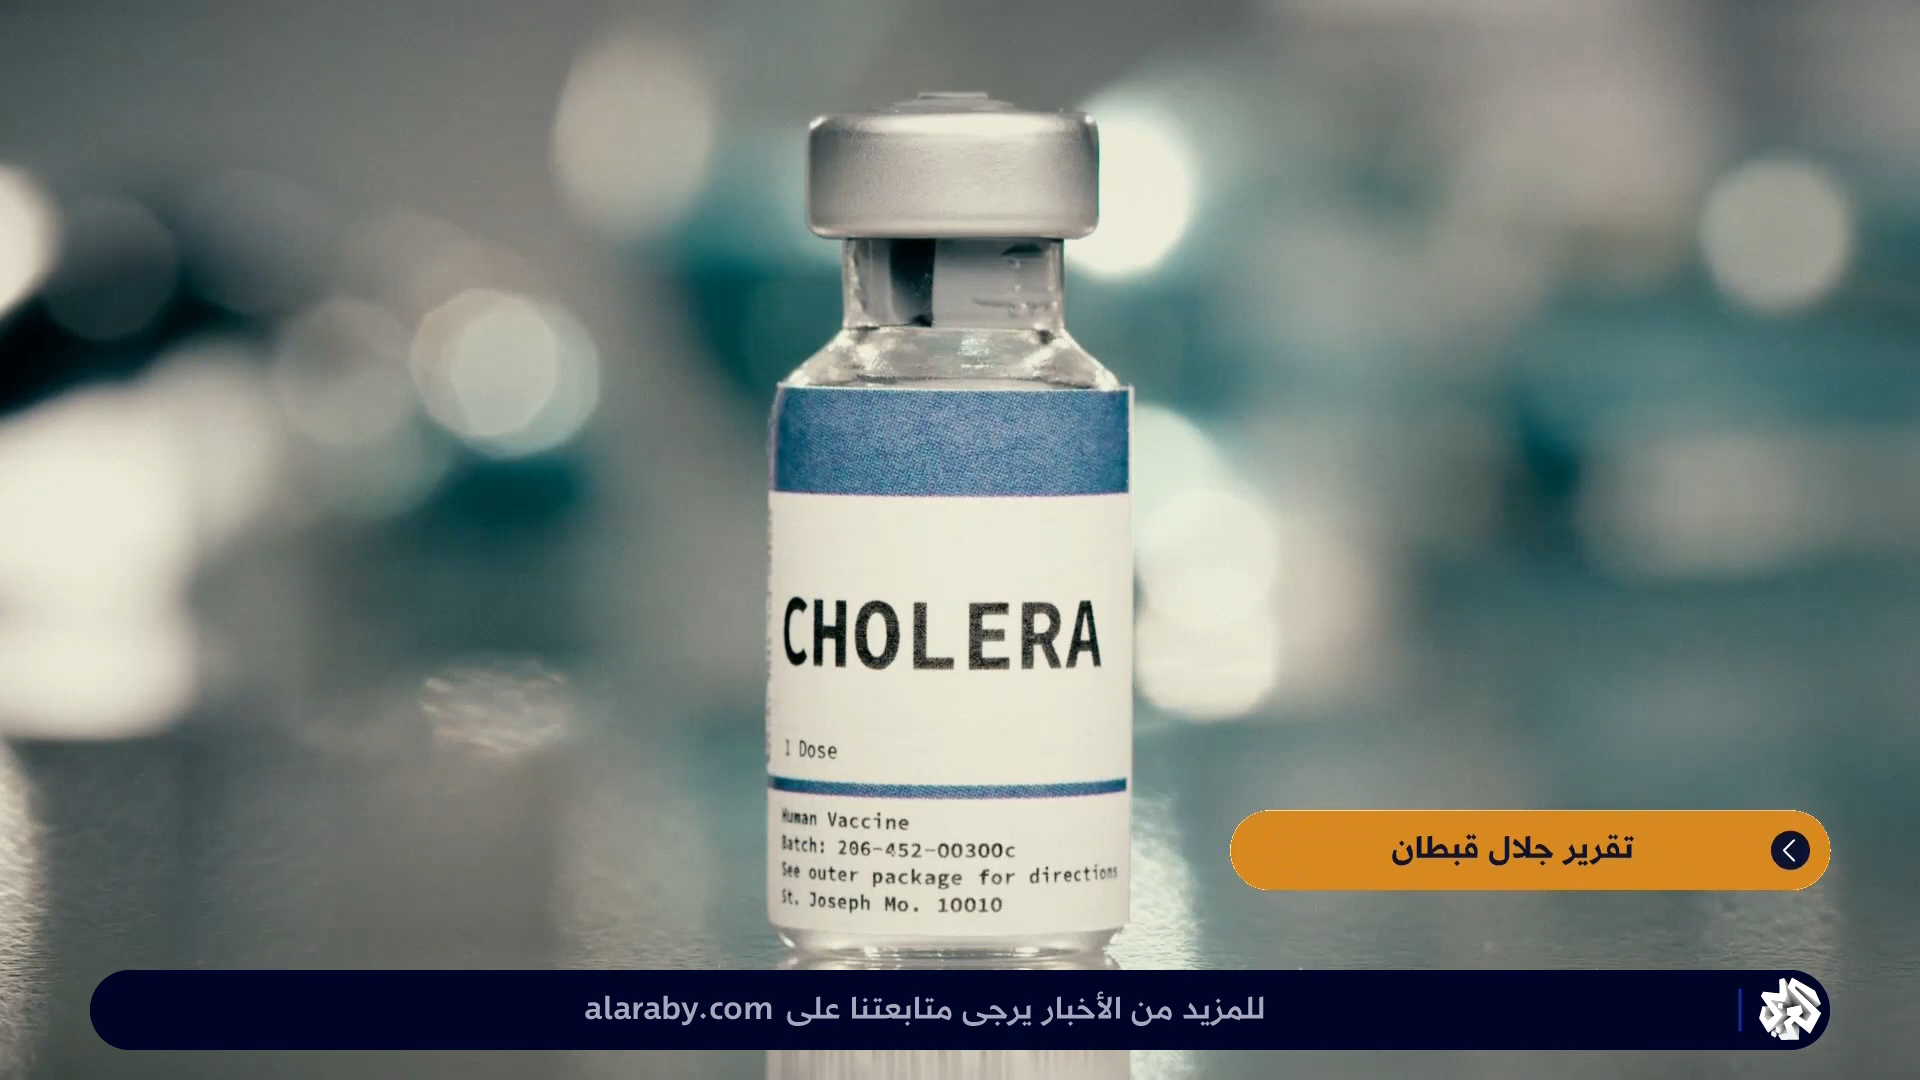 CHOLERA
1 Dose
Human Vaccine
Batch: 206-452-00300c
See outer package for directions
St. Joseph Mo. 10010
تقرير جلال قبطان
للمزيد من الأخبار يرجى متابعتنا على alaraby.com